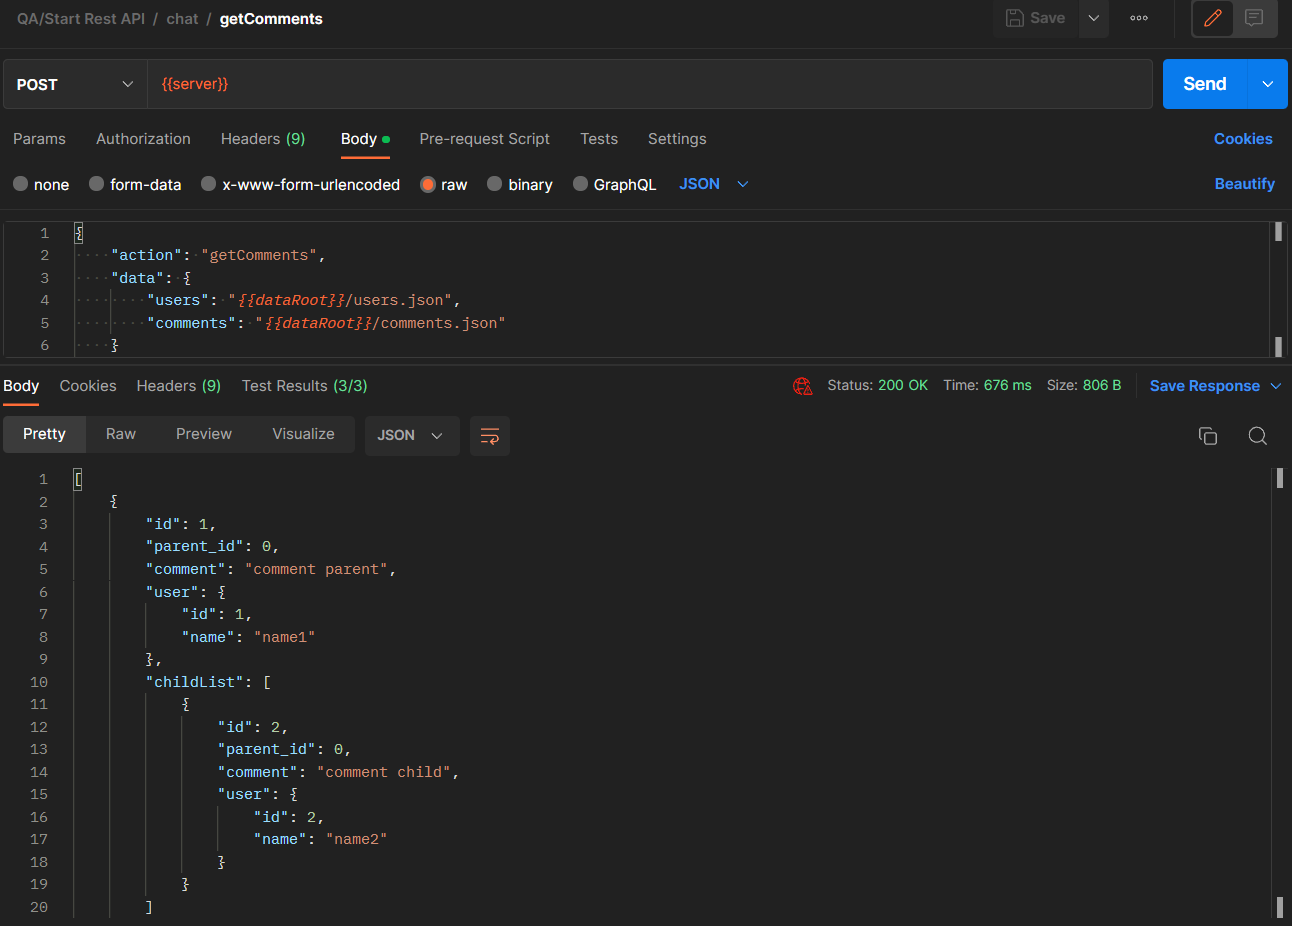 QA/Start Rest API / chat / getComments
Save
POST
{{server}}
Send
Params Authorization Headers (9) Body Pre-request Script Tests Settings Cookies
none form-data x-www-form-urlencoded raw binary GraphQL JSON Beautify
1 {
2 "action": "getComments",
3 "data": {
4 "users": "{{dataRoot}}/users.json",
5 "comments": "{{dataRoot}}/comments.json"
6 }
Body Cookies Headers (9) Test Results (3/3) Status: 200 OK Time: 676 ms Size: 806 B Save Response
Pretty Raw Preview Visualize JSON
1 [
2 {
3 "id": 1,
4 "parent_id": 0,
5 "comment": "comment parent",
6 "user": {
7 "id": 1,
8 "name": "name1"
9 },
10 "childList": [
11 {
12 "id": 2,
13 "parent_id": 0,
14 "comment": "comment child",
15 "user": {
16 "id": 2,
17 "name": "name2"
18 }
19 }
20 ]